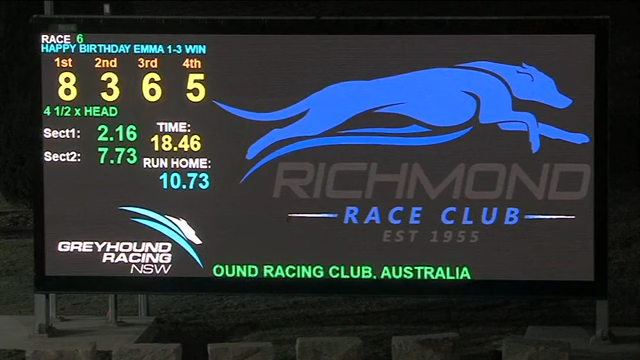 RACE 6
HAPPY BIRTHDAY EMMA 1-3 WIN
1st 2nd 3rd 4th
8 3 6 5
4 1/2 x HEAD
Sect1: 2.16
Sect2: 7.73
TIME:
18.46
RUN HOME:
10.73
RICHMOND
RACE CLUB
EST 1955
GREYHOUND
RACING
NSW
OUND RACING CLUB, AUSTRALIA